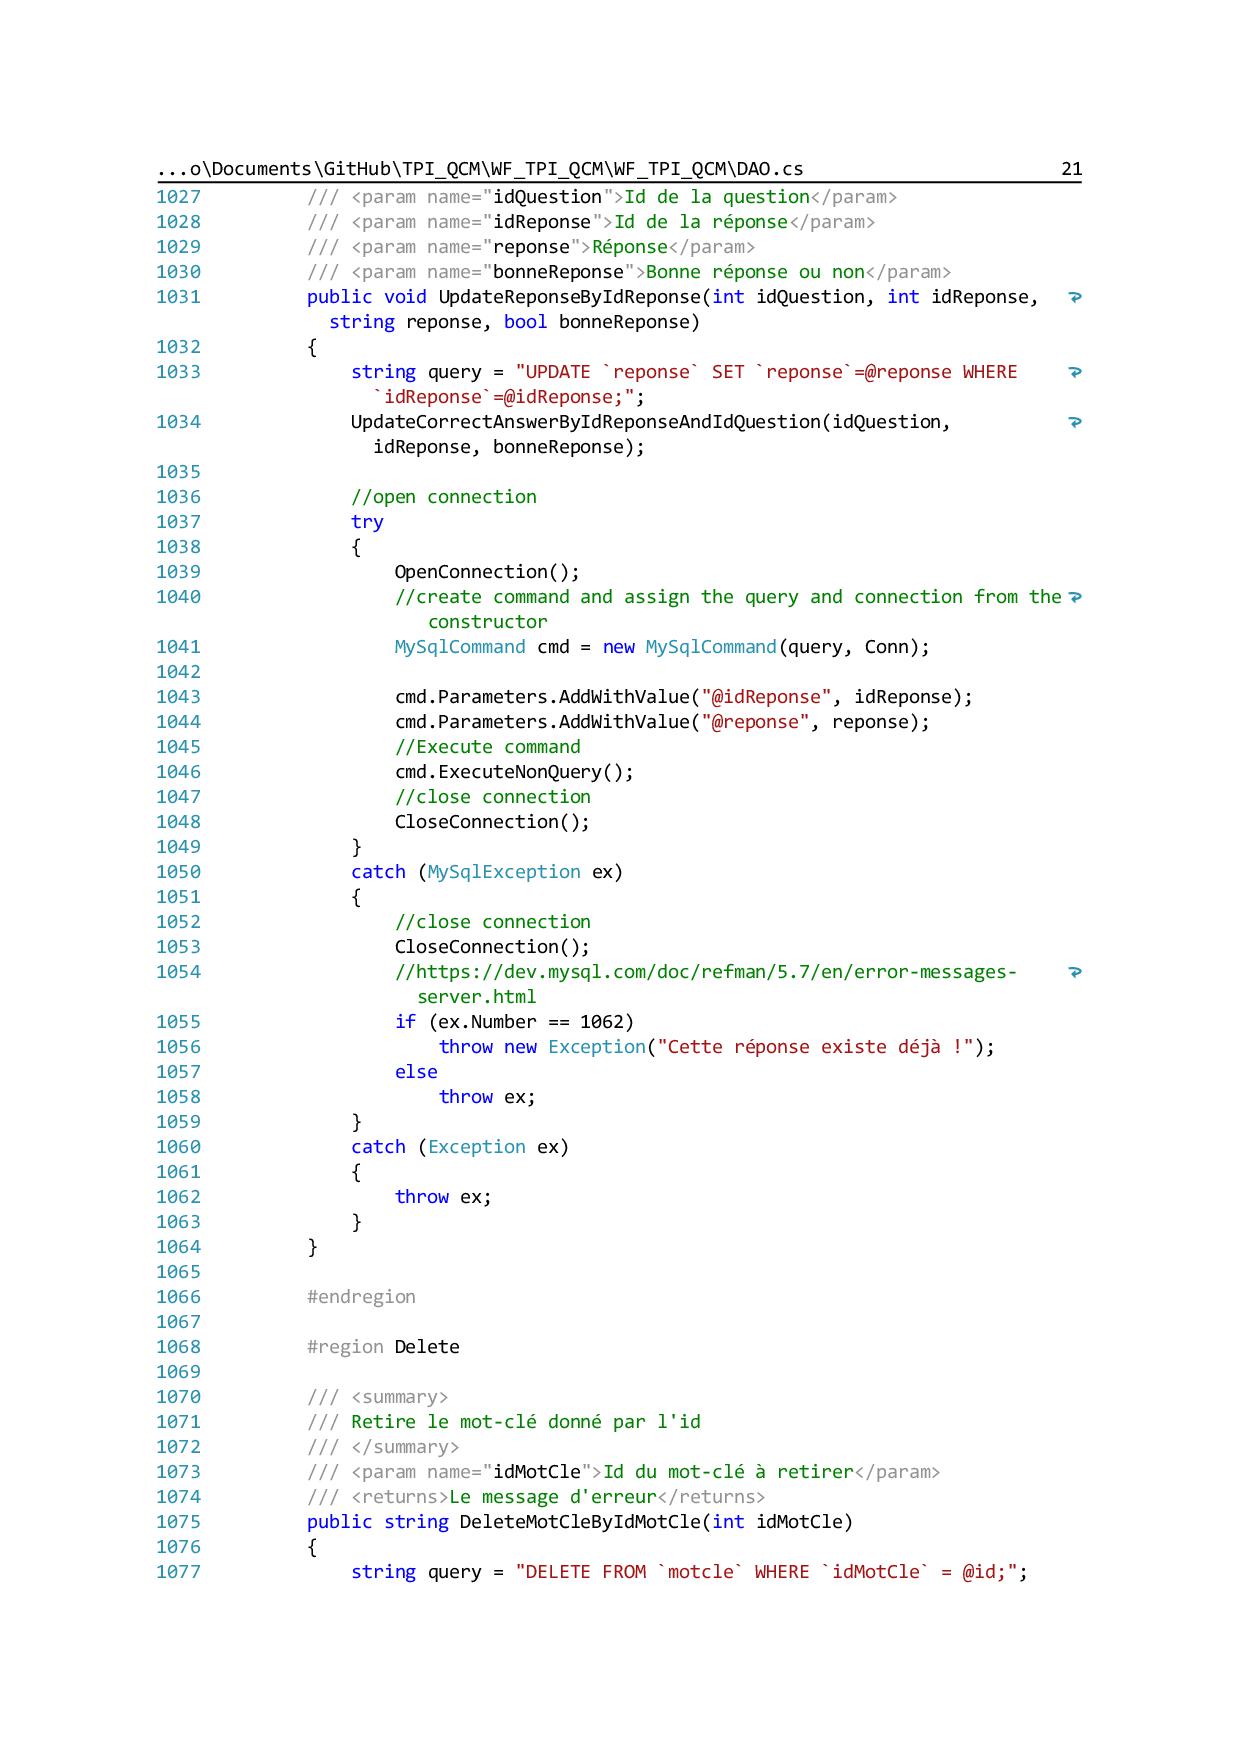 ...o\Documents\GitHub\TPI_QCM\WF_TPI_QCM\WF_TPI_QCM\DAO.cs 21
1027 /// <param name="idQuestion">Id de la question</param>
1028 /// <param name="idReponse">Id de la réponse</param>
1029 /// <param name="reponse">Réponse</param>
1030 /// <param name="bonneReponse">Bonne réponse ou non</param>
1031 public void UpdateReponseByIdReponse(int idQuestion, int idReponse,
string reponse, bool bonneReponse)
1032 {
1033 string query = "UPDATE `reponse` SET `reponse`=@reponse WHERE
`idReponse`=@idReponse;";
1034 UpdateCorrectAnswerByIdReponseAndIdQuestion(idQuestion,
idReponse, bonneReponse);
1035
1036 //open connection
1037 try
1038 {
1039 OpenConnection();
1040 //create command and assign the query and connection from the
constructor
1041 MySqlCommand cmd = new MySqlCommand(query, Conn);
1042
1043 cmd.Parameters.AddWithValue("@idReponse", idReponse);
1044 cmd.Parameters.AddWithValue("@reponse", reponse);
1045 //Execute command
1046 cmd.ExecuteNonQuery();
1047 //close connection
1048 CloseConnection();
1049 }
1050 catch (MySqlException ex)
1051 {
1052 //close connection
1053 CloseConnection();
1054 //https://dev.mysql.com/doc/refman/5.7/en/error-messages-
server.html
1055 if (ex.Number == 1062)
1056 throw new Exception("Cette réponse existe déjà !");
1057 else
1058 throw ex;
1059 }
1060 catch (Exception ex)
1061 {
1062 throw ex;
1063 }
1064 }
1065
1066 #endregion
1067
1068 #region Delete
1069
1070 /// <summary>
1071 /// Retire le mot-clé donné par l'id
1072 /// </summary>
1073 /// <param name="idMotCle">Id du mot-clé à retirer</param>
1074 /// <returns>Le message d'erreur</returns>
1075 public string DeleteMotCleByIdMotCle(int idMotCle)
1076 {
1077 string query = "DELETE FROM `motcle` WHERE `idMotCle` = @id;";